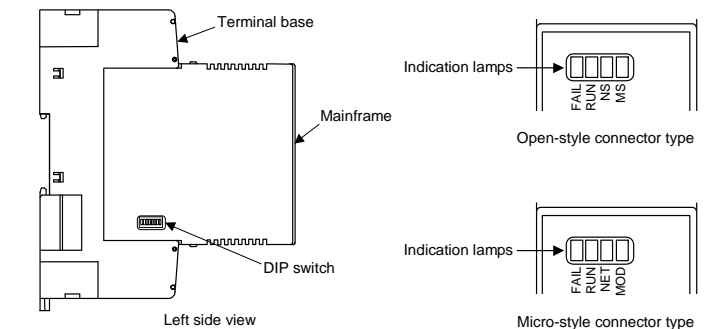 Terminal base
Mainframe
DIP switch
Left side view
Indication lamps
FAIL
RUN
NS
MS
Open-style connector type
Indication lamps
FAIL
RUN
NET
MOD
Micro-style connector type